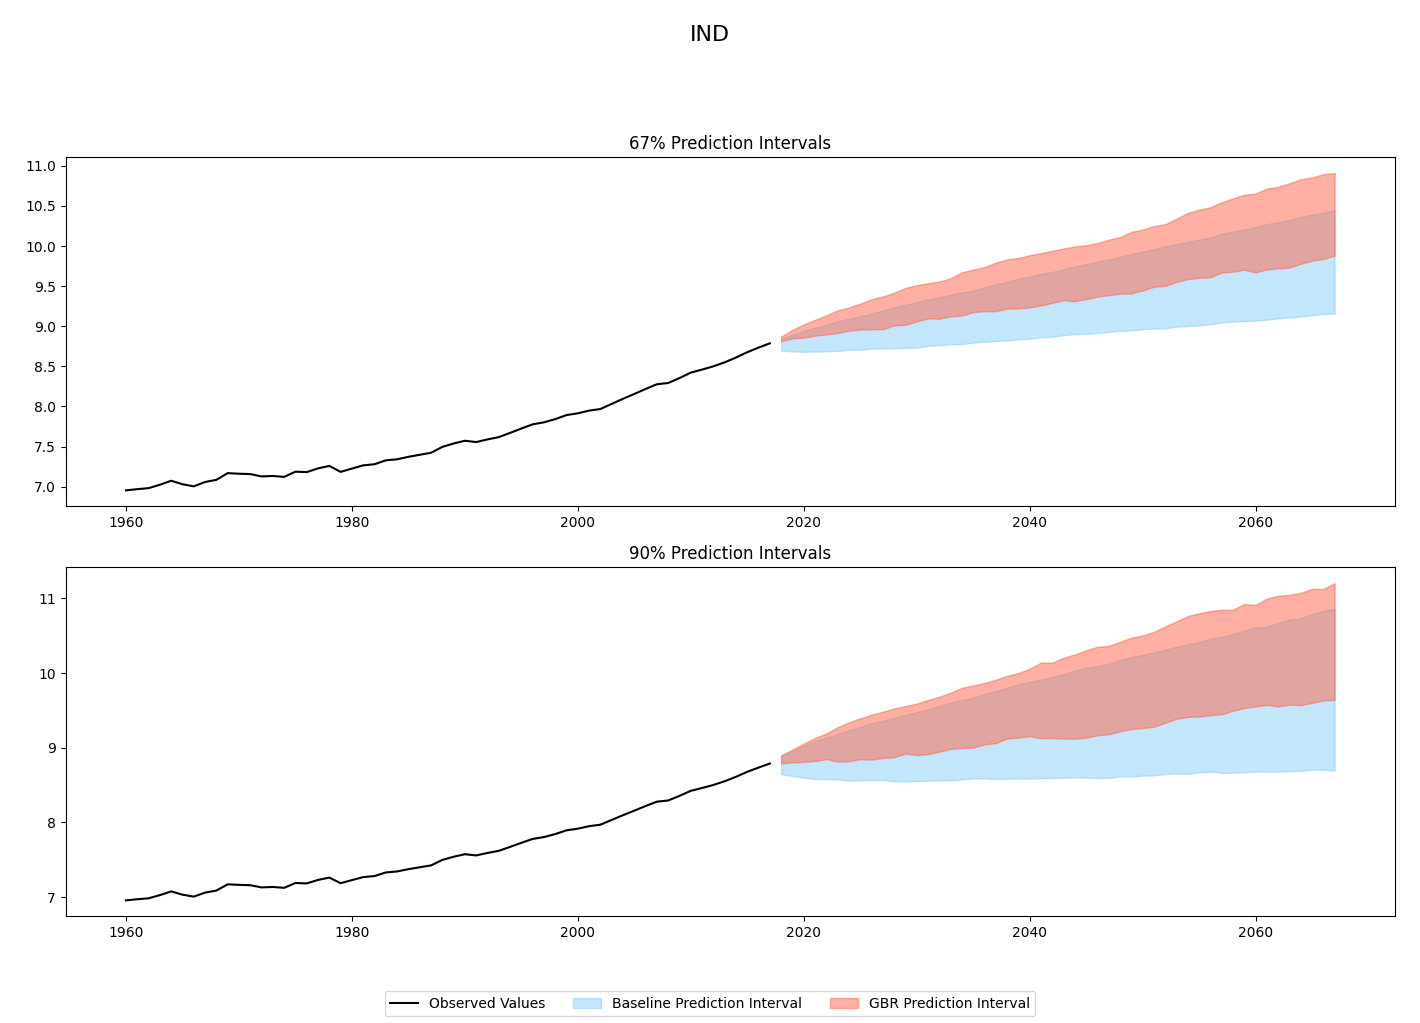 IND
67% Prediction Intervals
11.0
10.5
10.0
9.5
9.0
8.5
8.0
7.5
7.0
1960 1980 2000 2020 2040 2060
90% Prediction Intervals
11
10
9
8
7
1960 1980 2000 2020 2040 2060
Observed Values Baseline Prediction Interval GBR Prediction Interval